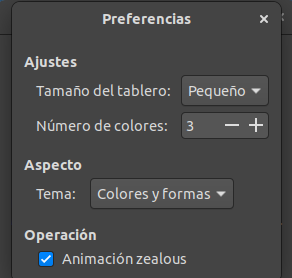 Preferencias
Ajustes
Tamaño del tablero: Pequeño
Número de colores: 3
Aspecto
Tema: Colores y formas
Operación
Animación zealous